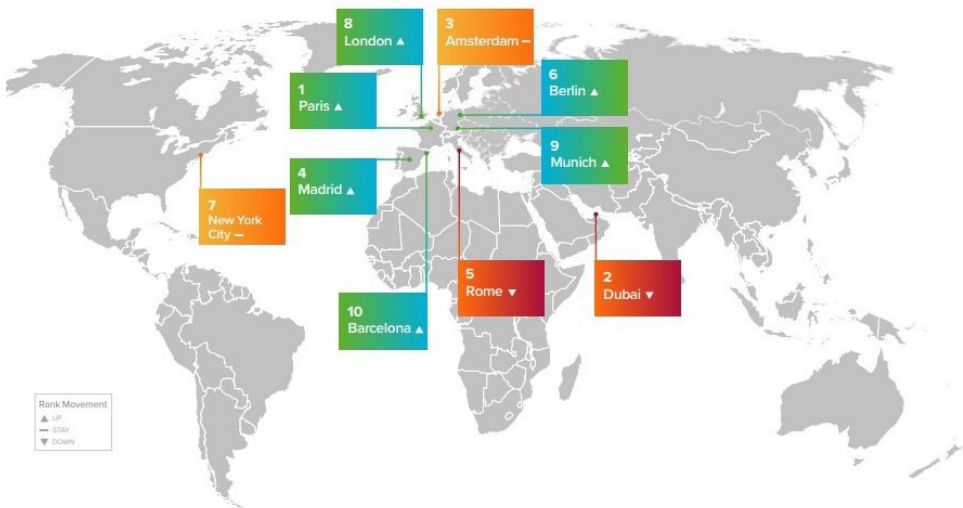 8
London ▲
3
Amsterdam –
1
Paris ▲
6
Berlin ▲
9
Munich ▲
4
Madrid ▲
7
New York
City –
5
Rome ▼
2
Dubai ▼
10
Barcelona ▲
Rank Movement
▲ UP
– STAY
▼ DOWN